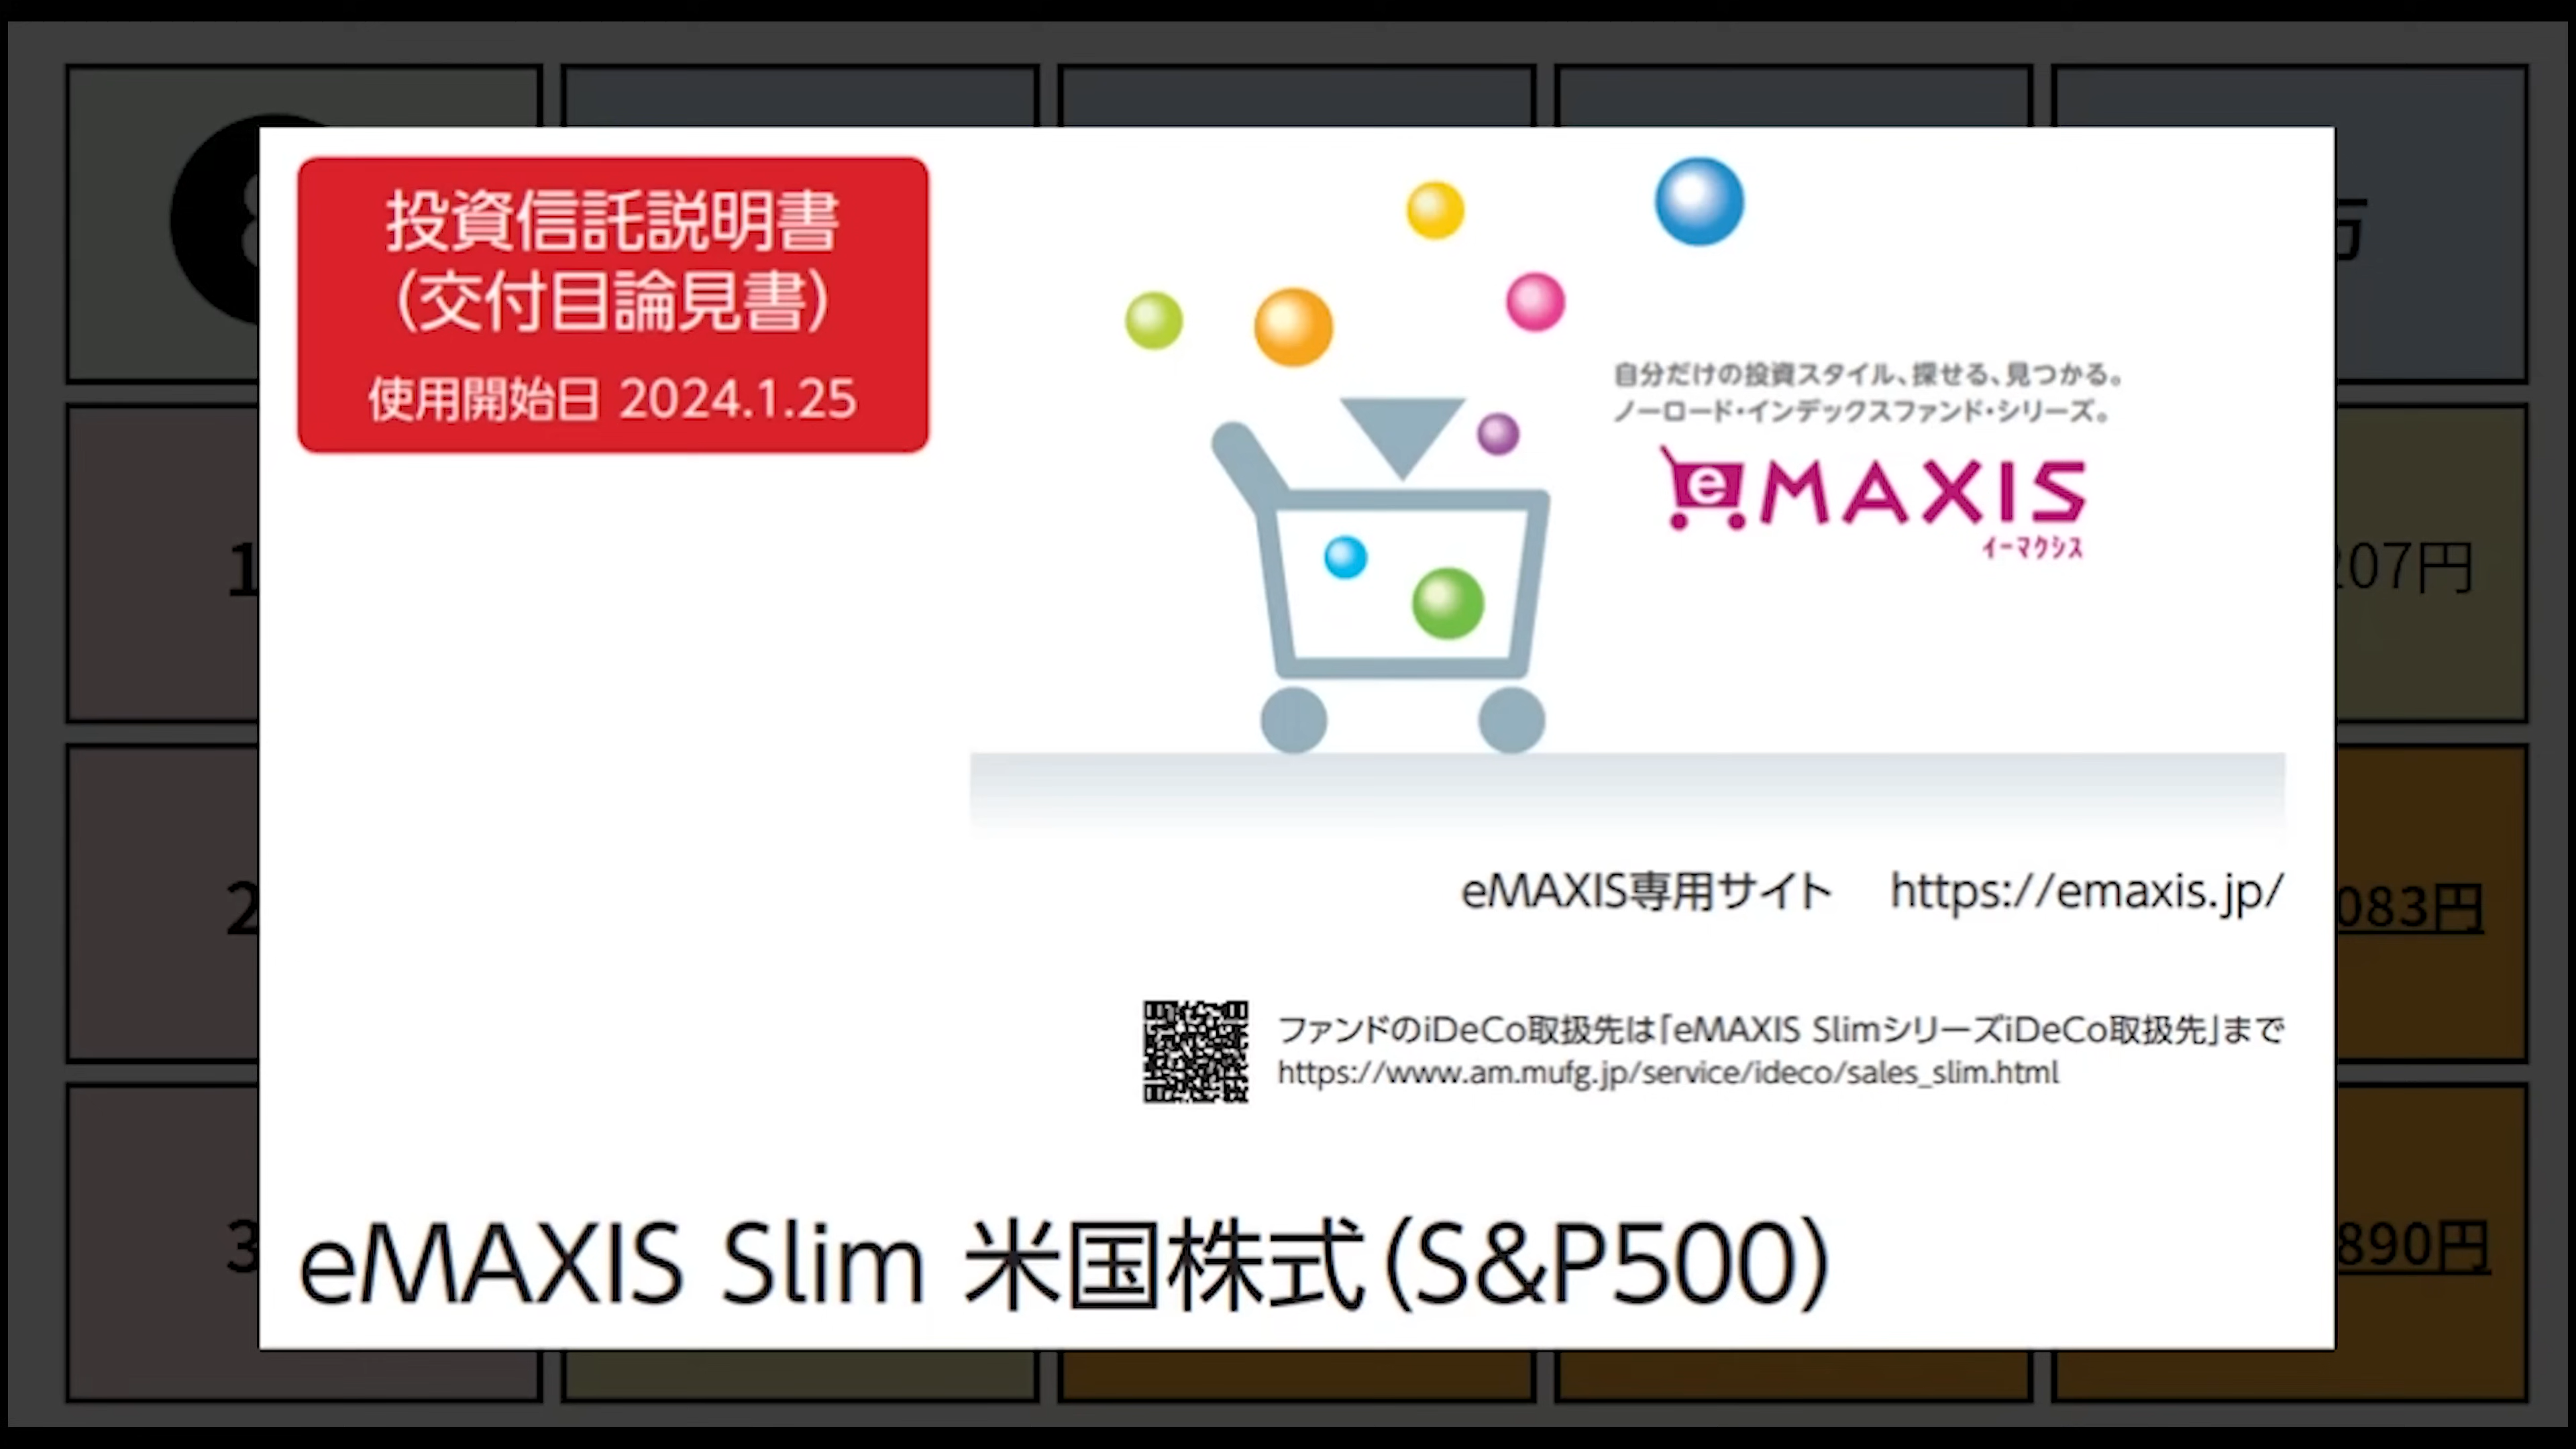 投資信託説明書
(交付目論見書)
使用開始日 2024.1.25
自分だけの投資スタイル、探せる、見つかる。
ノーロード・インデックスファンド・シリーズ。
eMAXIS
イーマクシス
eMAXIS専用サイト https://emaxis.jp/
ファンドのiDeCo取扱先は「eMAXIS SlimシリーズiDeCo取扱先」まで
https://www.am.mufg.jp/service/ideco/sales_slim.html
eMAXIS Slim 米国株式(S&P500)
1
207円
2
083円
3
890円